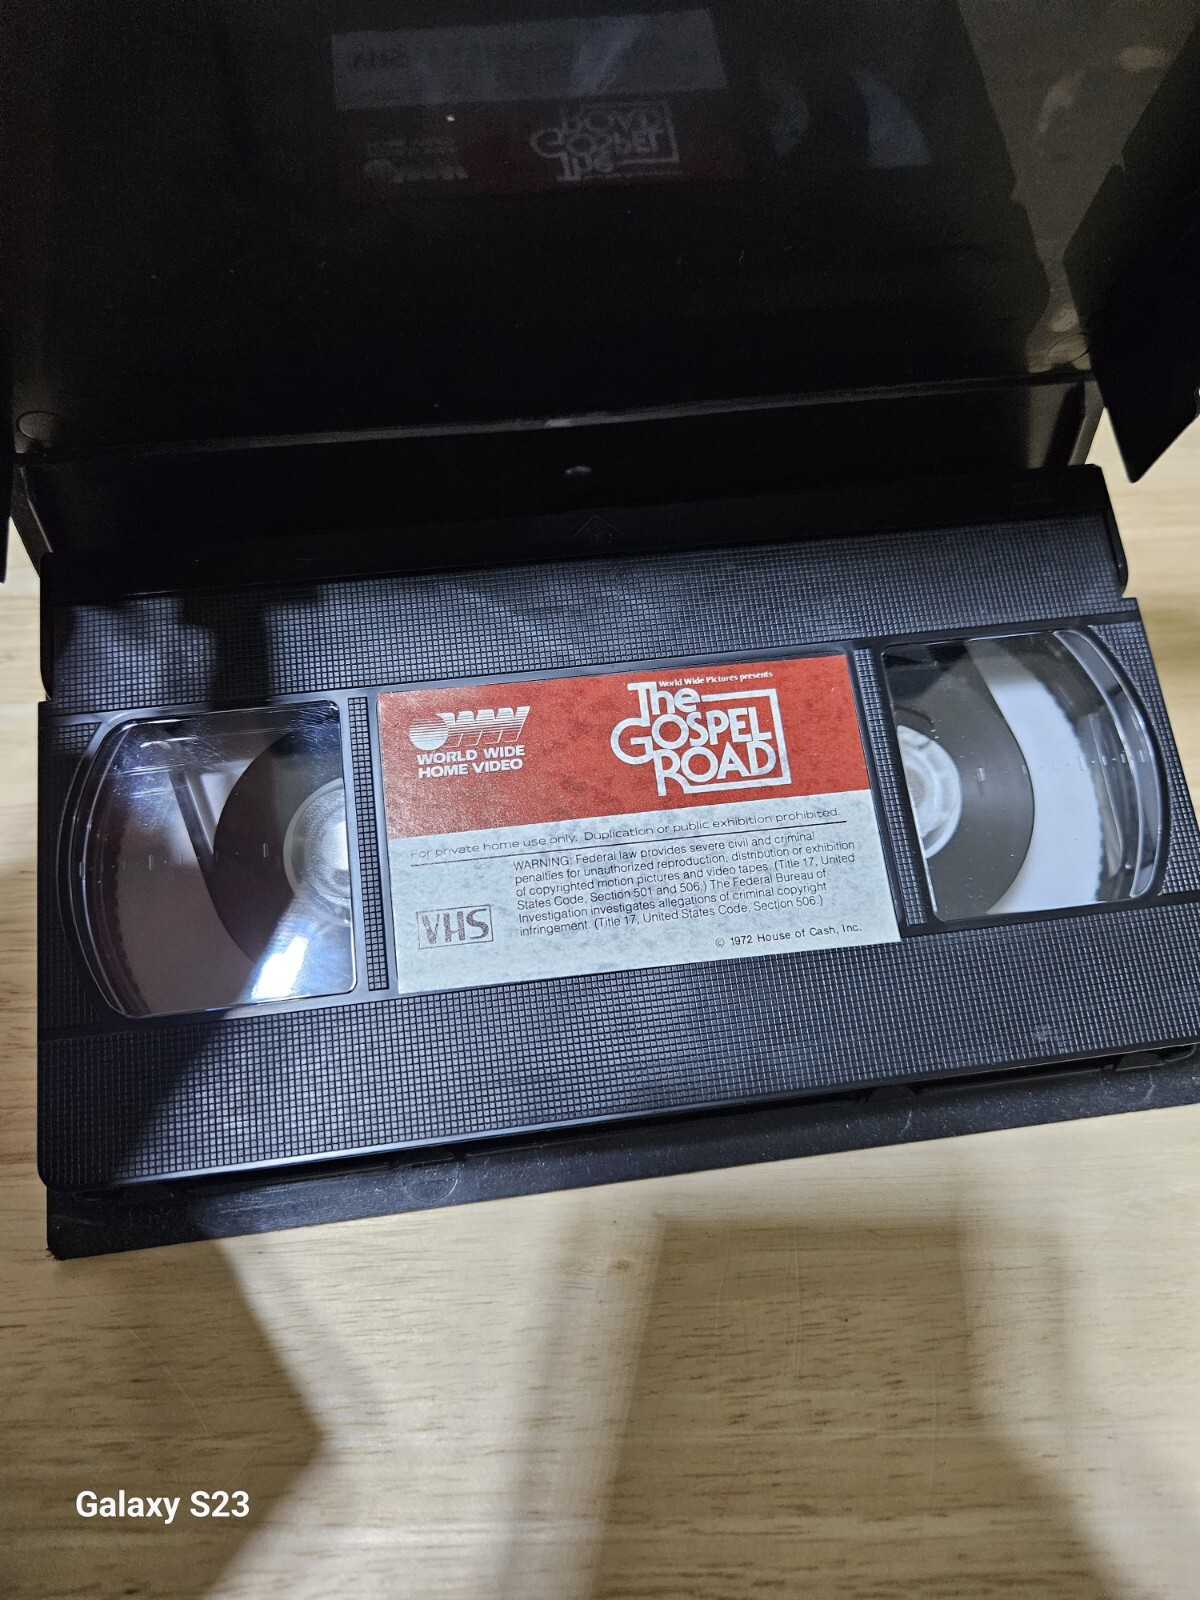 World Wide Pictures presents
The
GOSPEL
ROAD
WORLD WIDE
HOME VIDEO
For private home use only. Duplication or public exhibition prohibited.
WARNING: Federal law provides severe civil and criminal
penalties for unauthorized reproduction, distribution or exhibition
of copyrighted motion pictures and video tapes. (Title 17, United
States Code, Section 501 and 506.) The Federal Bureau of
Investigation investigates allegations of criminal copyright
infringement. (Title 17, United States Code, Section 506.)
VHS
© 1972 House of Cash, Inc.
Galaxy S23